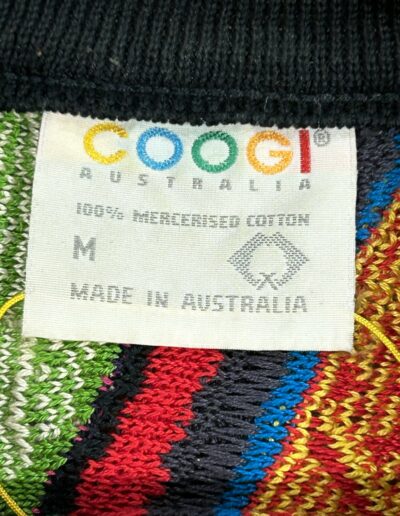 COOGI®
AUSTRALIA
100% MERCERISED COTTON
M
MADE IN AUSTRALIA